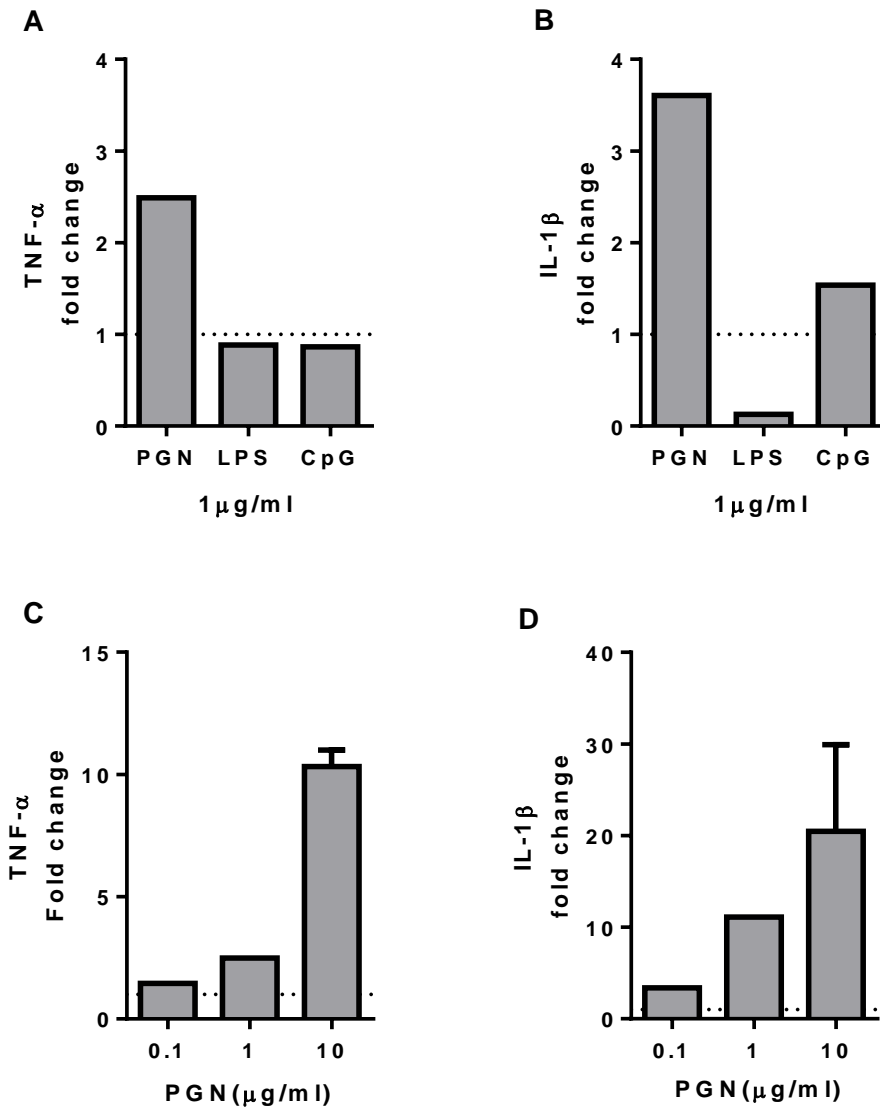 A
TNF-α
fold change
4
3
2
1
0
PGN LPS CpG
1μg/ml
B
IL-1β
fold change
4
3
2
1
0
PGN LPS CpG
1μg/ml
C
TNF-α
Fold change
15
10
5
0
0.1 1 10
PGN(μg/ml)
D
IL-1β
fold change
40
30
20
10
0
0.1 1 10
PGN(μg/ml)